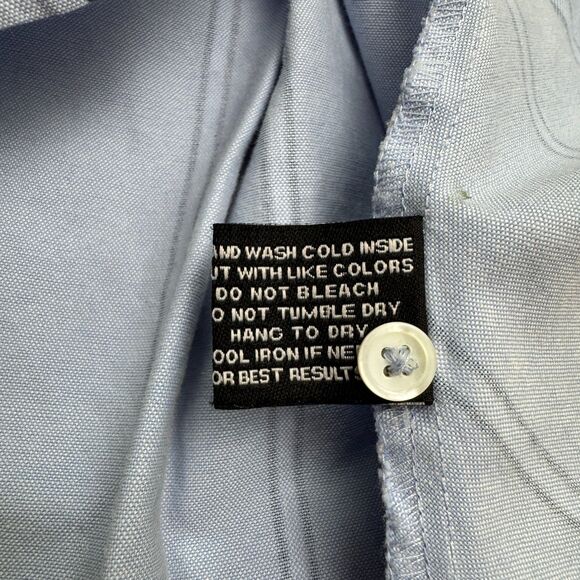 ND WASH COLD INSIDE
UT WITH LIKE COLORS
DO NOT BLEACH
O NOT TUMBLE DRY
HANG TO DRY
OOL IRON IF NE
OR BEST RESULTS